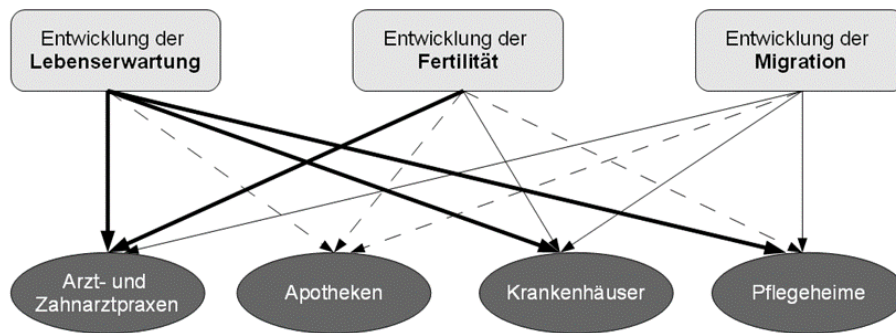 Entwicklung der
Lebenserwartung
Entwicklung der
Fertilität
Entwicklung der
Migration
Arzt- und
Zahnarztpraxen
Apotheken
Krankenhäuser
Pflegeheime